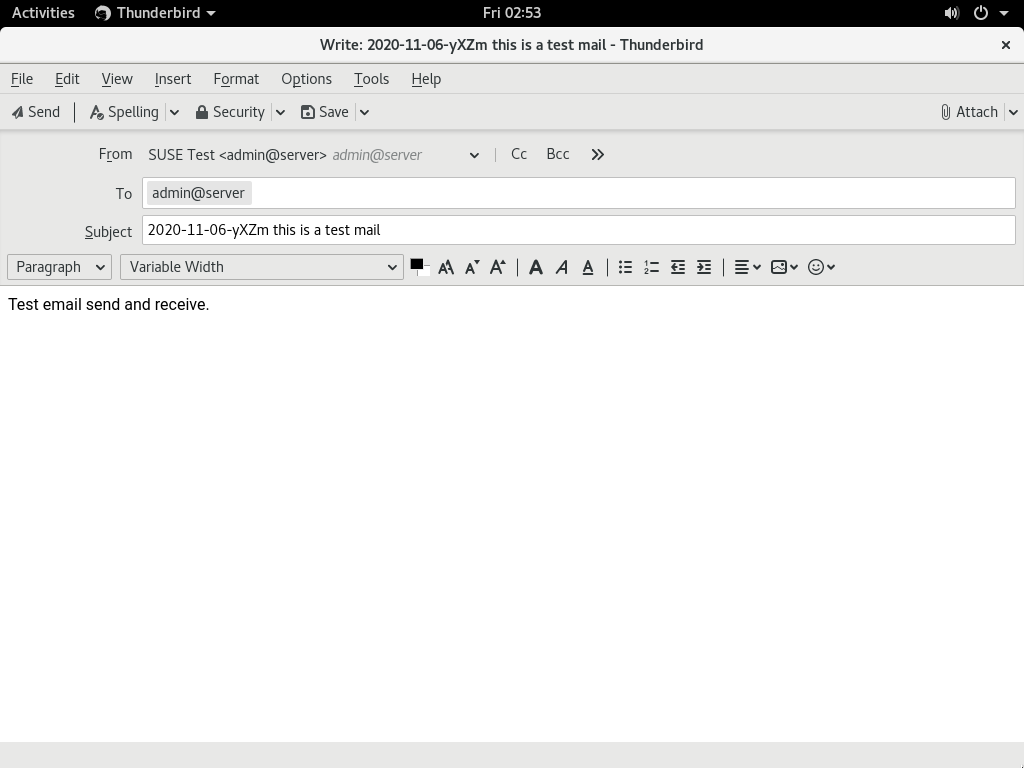 Activities Thunderbird Fri 02:53
Write: 2020-11-06-yXZm this is a test mail - Thunderbird
File Edit View Insert Format Options Tools Help
Send Spelling Security Save Attach
From SUSE Test <admin@server> admin@server Cc Bcc
To admin@server
Subject 2020-11-06-yXZm this is a test mail
Paragraph Variable Width
Test email send and receive.